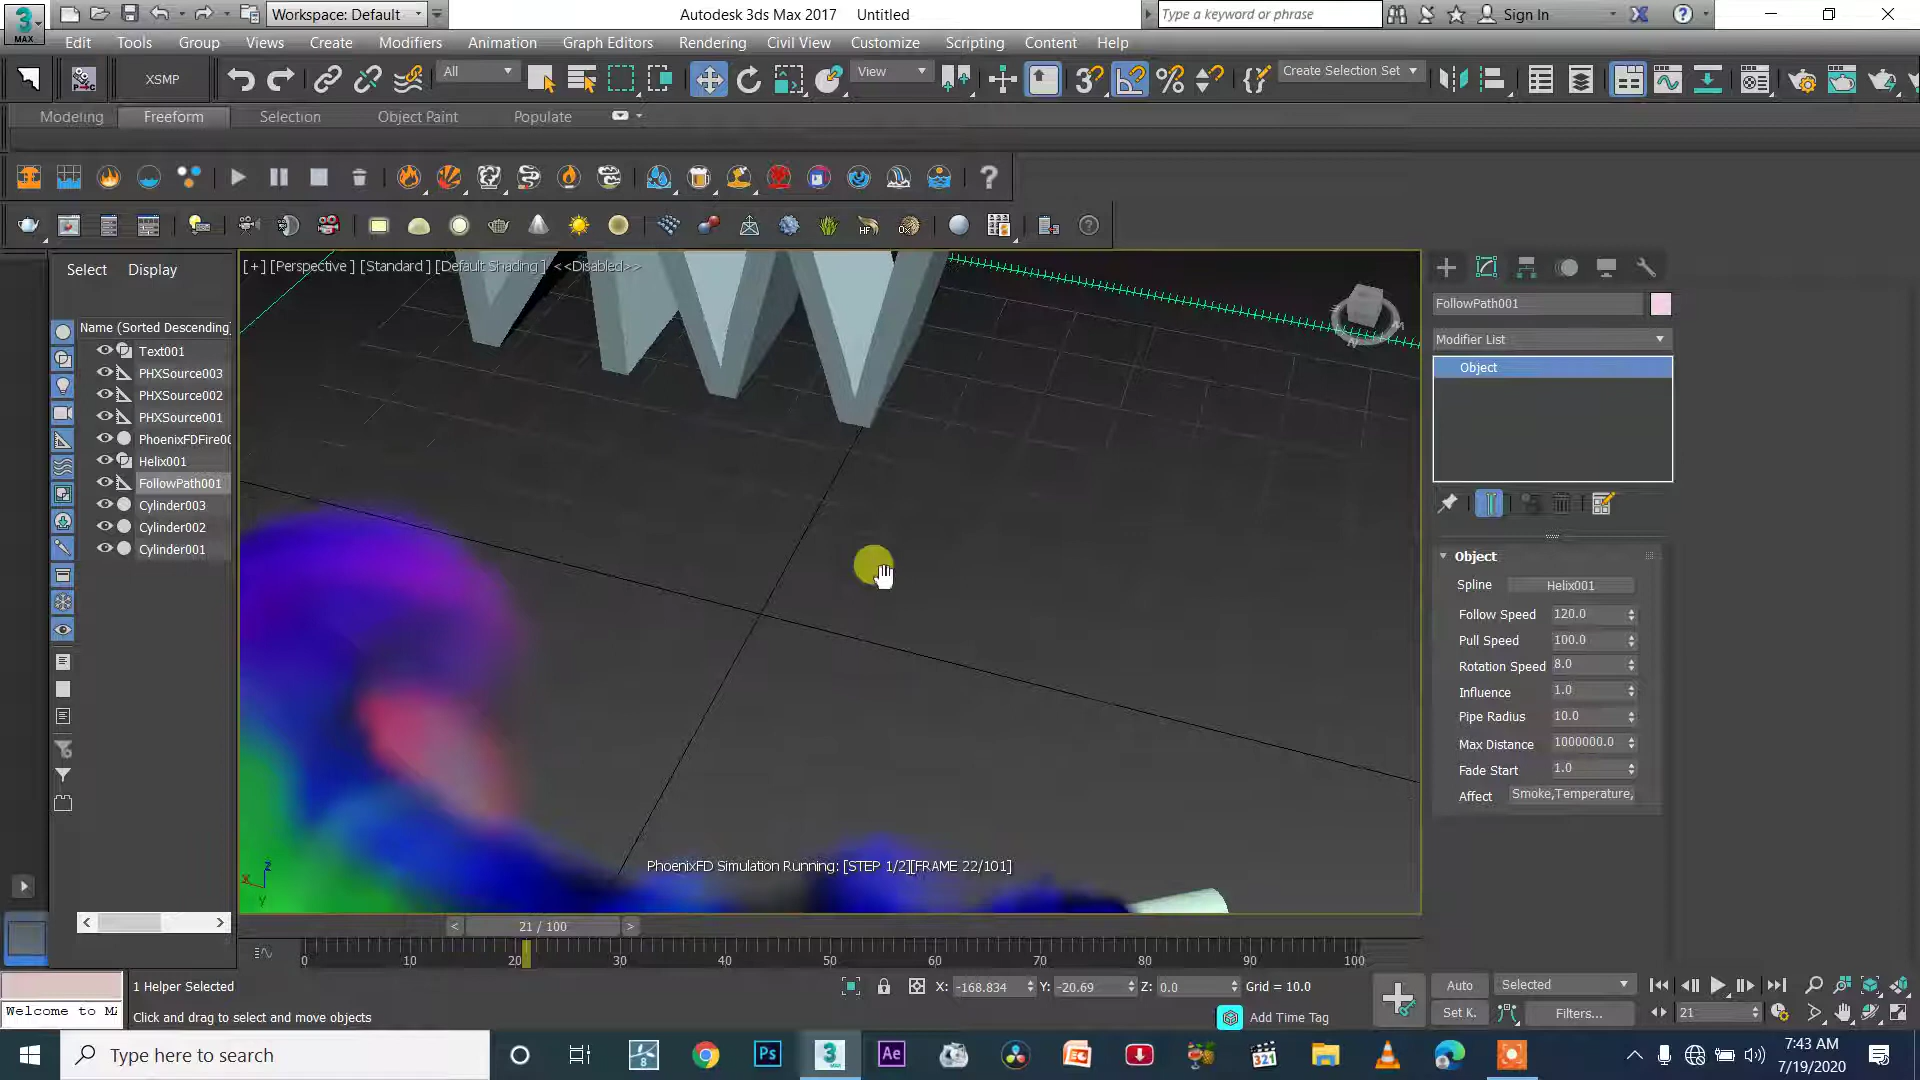 Workspace: Default
Autodesk 3ds Max 2017    Untitled
Type a keyword or phrase
Sign In
MAX
Edit Tools Group Views Create Modifiers Animation Graph Editors Rendering Civil View Customize Scripting Content Help
XSMP
All
View
Create Selection Set
Modeling Freeform Selection Object Paint Populate
Select Display
[+] [Perspective ] [Standard ] [Default Shading ] <<Disabled>>
Name (Sorted Descending)
Text001
PHXSource003
PHXSource002
PHXSource001
PhoenixFDFire00
Helix001
FollowPath001
Cylinder003
Cylinder002
Cylinder001
FollowPath001
Modifier List
Object
Object
Spline Helix001
Follow Speed 120.0
Pull Speed 100.0
Rotation Speed 8.0
Influence 1.0
Pipe Radius 10.0
Max Distance 1000000.0
Fade Start 1.0
Affect Smoke,Temperature,
PhoenixFD Simulation Running: [STEP 1/2][FRAME 22/101]
< 21 / 100 >
0 10 20 30 40 50 60 70 80 90 100
1 Helper Selected
X: -168.834 Y: -20.69 Z: 0.0 Grid = 10.0
Auto Selected
Welcome to MA
Click and drag to select and move objects
Add Time Tag
Set K. Filters... 21
Type here to search
7:43 AM
7/19/2020